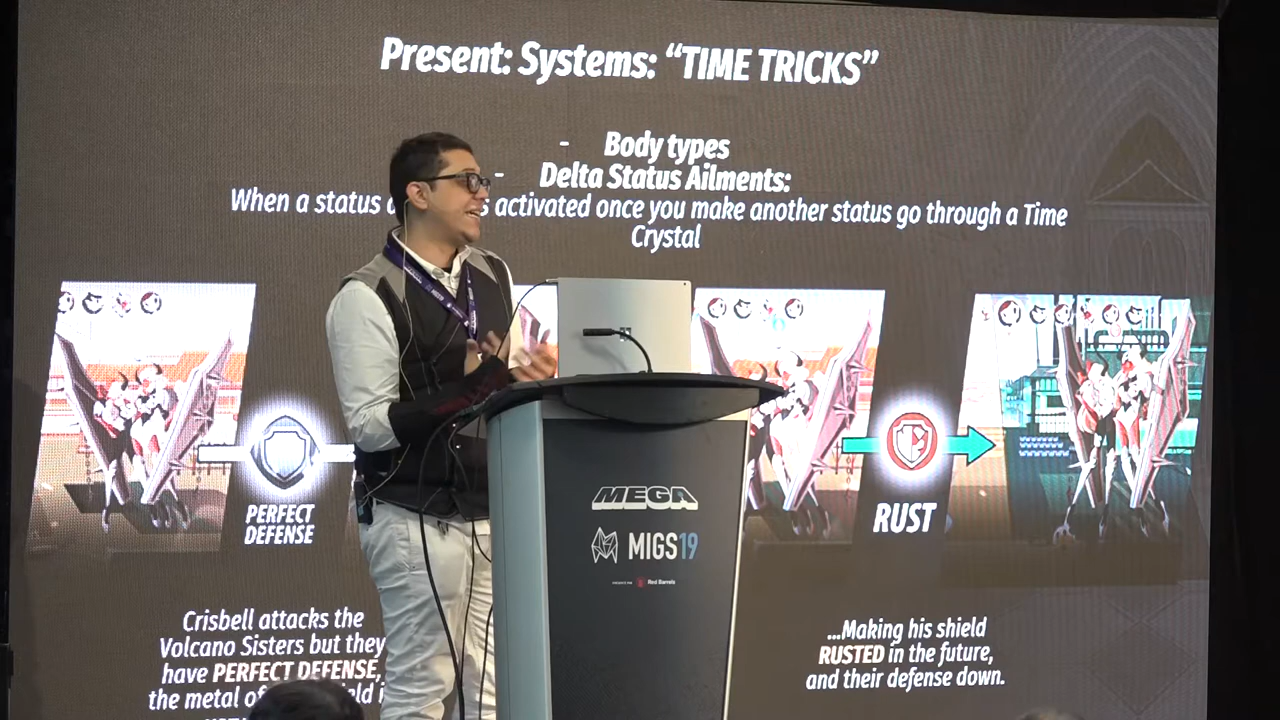 Present: Systems: “TIME TRICKS”
- Body types
- Delta Status Ailments:
When a status activated once you make another status go through a Time
Crystal
PERFECT
DEFENSE
RUST
Crisbell attacks the
Volcano Sisters but they
have PERFECT DEFENSE,
the metal of
...Making his shield
RUSTED in the future,
and their defense down.
MEGA
MIGS19
Red Barrels